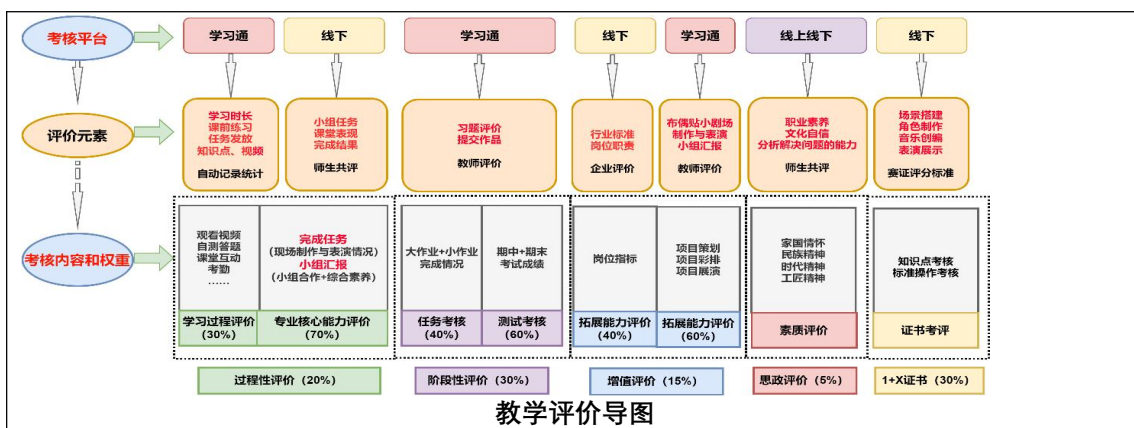 考核平台
学习通
线下
学习通
线下
学习通
线上线下
线下
评价元素
学习时长
课前练习
任务发放
知识点、视频
自动记录统计
小组任务
课堂表现
完成结果
师生共评
习题评价
提交作品
教师评价
行业标准
岗位职责
企业评价
布偶贴小剧场
制作与表演
小组汇报
教师评价
职业素养
文化自信
分析解决问题的能力
师生共评
场景搭建
角色制作
音乐创编
表演展示
赛证评分标准
考核内容和权重
观看视频
自测答题
课堂互动
考勤
......
完成任务
(现场制作与表演情况)
小组汇报
(小组合作+综合素养)
大作业+小作业
完成情况
期中+期末
考试成绩
岗位指标
项目策划
项目彩排
项目展演
家国情怀
民族精神
时代精神
工匠精神
知识点考核
标准操作考核
学习过程评价
(30%)
专业核心能力评价
(70%)
任务考核
(40%)
测试考核
(60%)
拓展能力评价
(40%)
拓展能力评价
(60%)
素质评价
证书考评
过程性评价（20%）
阶段性评价（30%）
增值评价（15%）
思政评价（5%）
1+X证书（30%）
教学评价导图